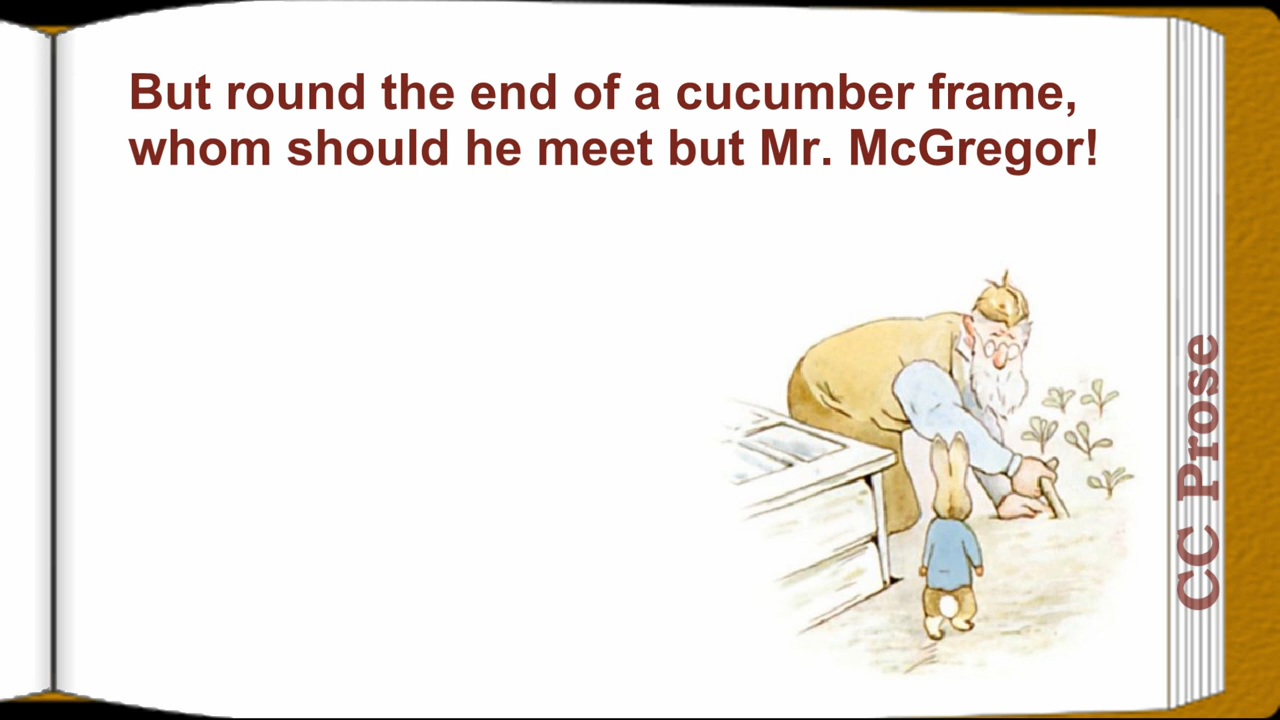 But round the end of a cucumber frame,
whom should he meet but Mr. McGregor!
CC Prose